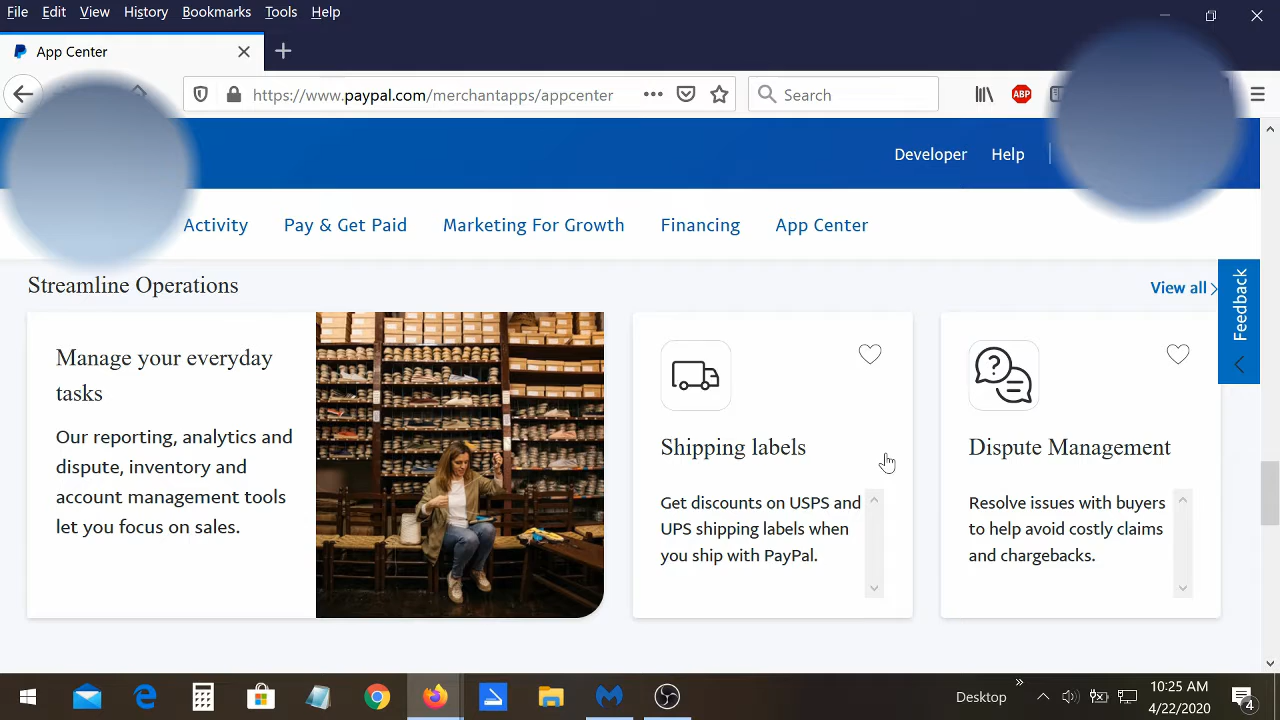 File Edit View History Bookmarks Tools Help
App Center
https://www.paypal.com/merchantapps/appcenter
Search
ABP
Developer Help
Activity Pay & Get Paid Marketing For Growth Financing App Center
Streamline Operations
View all
Feedback
Manage your everyday
tasks
Our reporting, analytics and
dispute, inventory and
account management tools
let you focus on sales.
Shipping labels
Get discounts on USPS and
UPS shipping labels when
you ship with PayPal.
Dispute Management
Resolve issues with buyers
to help avoid costly claims
and chargebacks.
Desktop
10:25 AM
4/22/2020
4